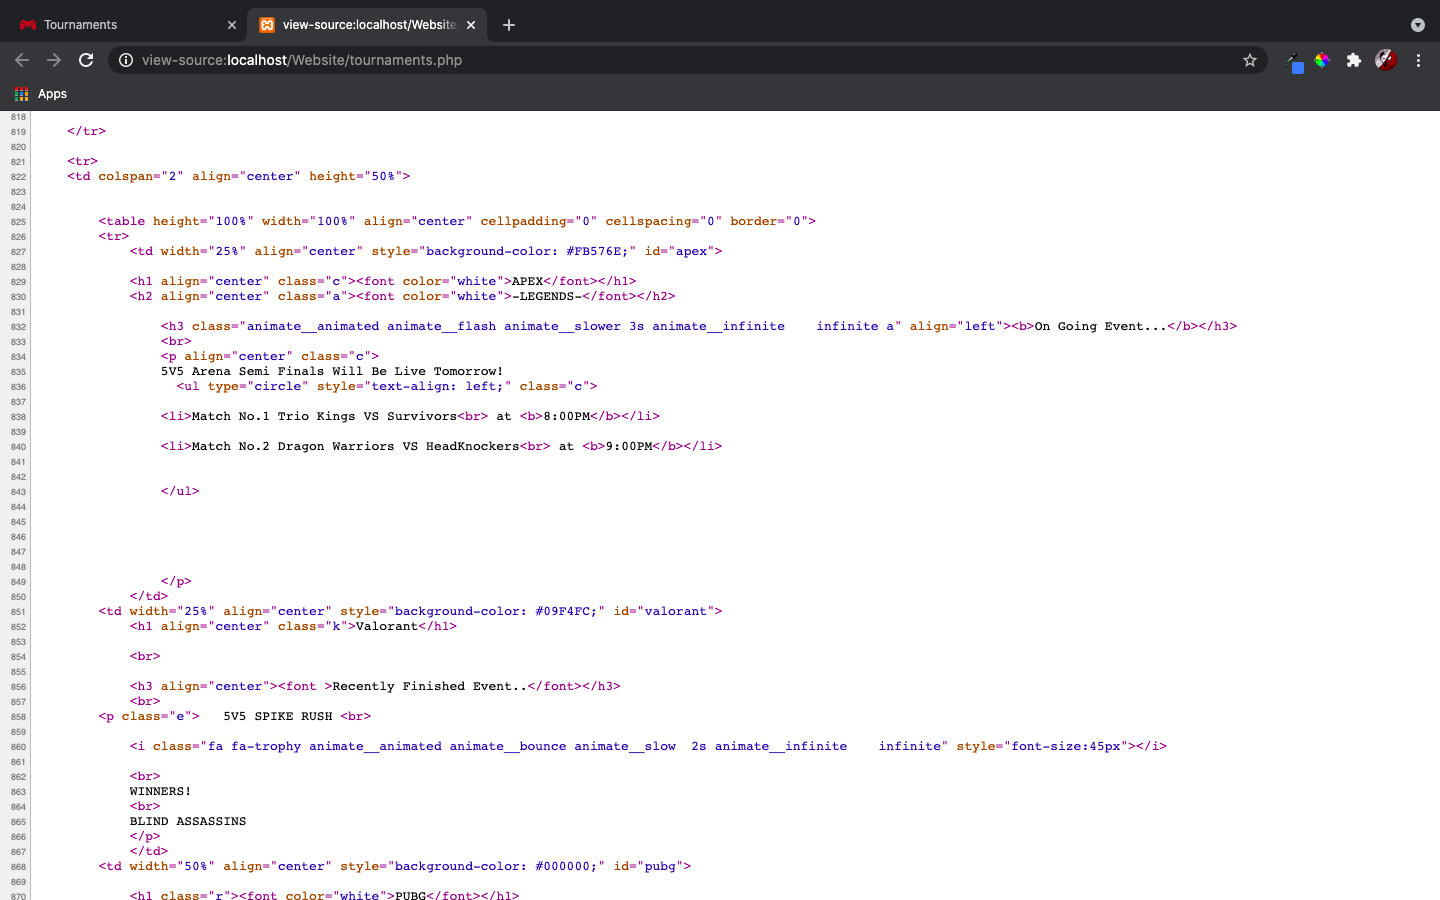 Tournaments
view-source:localhost/Website
view-source:localhost/Website/tournaments.php
Apps
818
819 </tr>
820
821 <tr>
822 <td colspan="2" align="center" height="50%">
823
824
825 <table height="100%" width="100%" align="center" cellpadding="0" cellspacing="0" border="0">
826 <tr>
827 <td width="25%" align="center" style="background-color: #FB576E;" id="apex">
828
829 <h1 align="center" class="c"><font color="white">APEX</font></h1>
830 <h2 align="center" class="a"><font color="white">-LEGENDS-</font></h2>
831
832 <h3 class="animate__animated animate__flash animate__slower 3s animate__infinite    infinite a" align="left"><b>On Going Event...</b></h3>
833 <br>
834 <p align="center" class="c">
835 5V5 Arena Semi Finals Will Be Live Tomorrow!
836 <ul type="circle" style="text-align: left;" class="c">
837
838 <li>Match No.1 Trio Kings VS Survivors<br> at <b>8:00PM</b></li>
839
840 <li>Match No.2 Dragon Warriors VS HeadKnockers<br> at <b>9:00PM</b></li>
841
842
843 </ul>
844
845
846
847
848
849 </p>
850 </td>
851 <td width="25%" align="center" style="background-color: #09F4FC;" id="valorant">
852 <h1 align="center" class="k">Valorant</h1>
853
854 <br>
855
856 <h3 align="center"><font >Recently Finished Event..</font></h3>
857 <br>
858 <p class="e">   5V5 SPIKE RUSH <br>
859
860 <i class="fa fa-trophy animate__animated animate__bounce animate__slow  2s animate__infinite    infinite" style="font-size:45px"></i>
861
862 <br>
863 WINNERS!
864 <br>
865 BLIND ASSASSINS
866 </p>
867 </td>
868 <td width="50%" align="center" style="background-color: #000000;" id="pubg">
869
870 <h1 class="r"><font color="white">PUBG</font></h1>